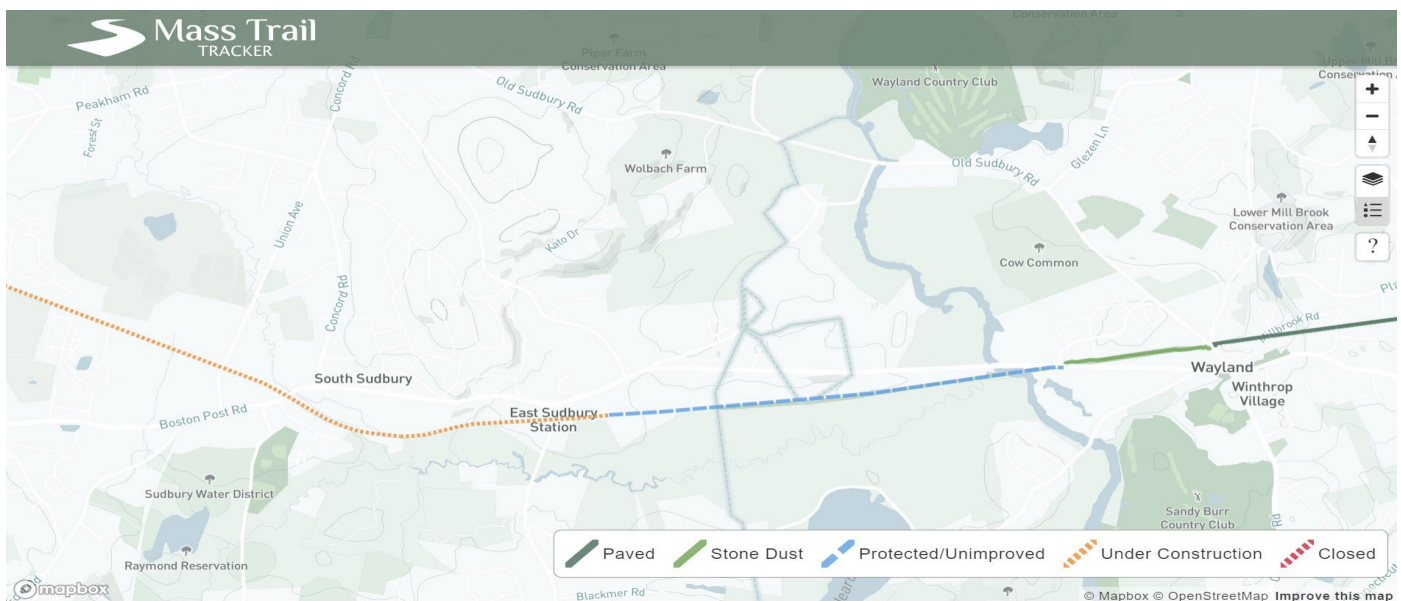 Mass Trail
TRACKER
Conservation Area
Piper Farm
Conservation Area
Wayland Country Club
Upper Mill
Conservation
Peakham Rd
Concord Rd
Old Sudbury Rd
Forest St
Wolbach Farm
Old Sudbury Rd
Glezen Ln
Lower Mill Brook
Conservation Area
Union Ave
Kato Dr
Cow Common
?
Concord Rd
Millbrook Rd
South Sudbury
Wayland
Winthrop
Village
Boston Post Rd
East Sudbury
Station
Sudbury Water District
Sandy Burr
Country Club
Raymond Reservation
Paved
Stone Dust
Protected/Unimproved
Under Construction
Closed
mapbox
Blackmer Rd
© Mapbox © OpenStreetMap Improve this map